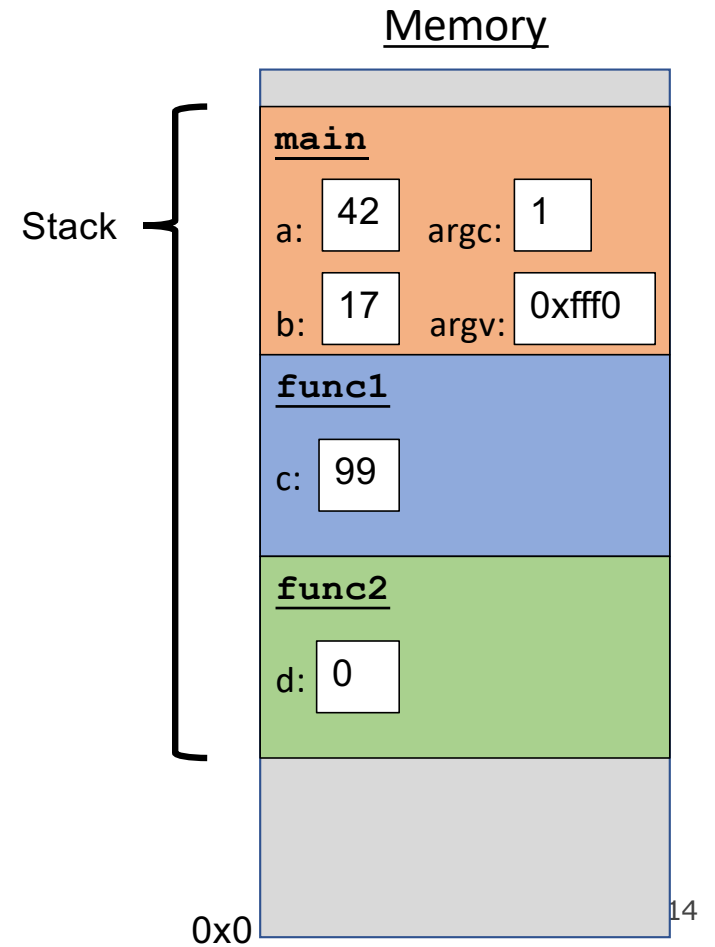 Memory
Stack
main
a: 42 argc: 1
b: 17 argv: 0xfff0
func1
c: 99
func2
d: 0
14
0x0